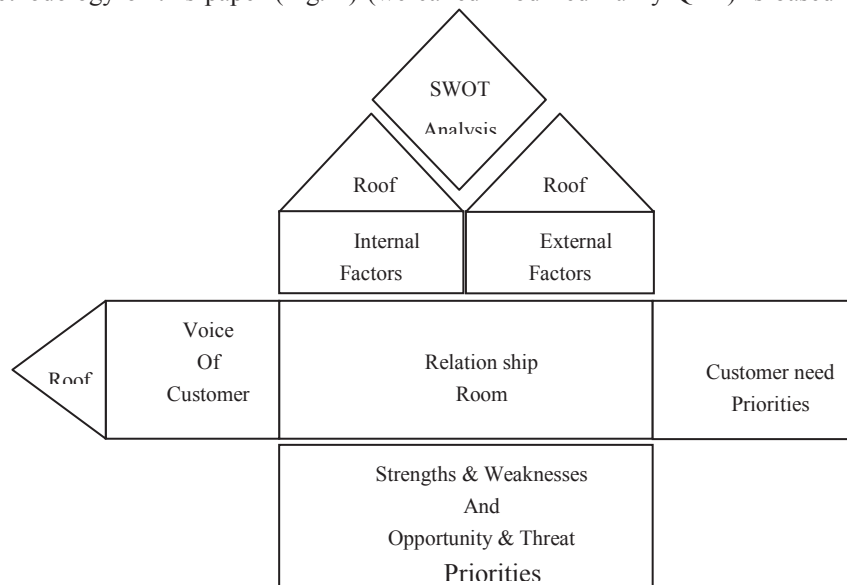 SWOT
Analysis
Roof
Roof
Internal
Factors
External
Factors
Roof
Voice
Of
Customer
Relation ship
Room
Customer need
Priorities
Strengths & Weaknesses
And
Opportunity & Threat
Priorities